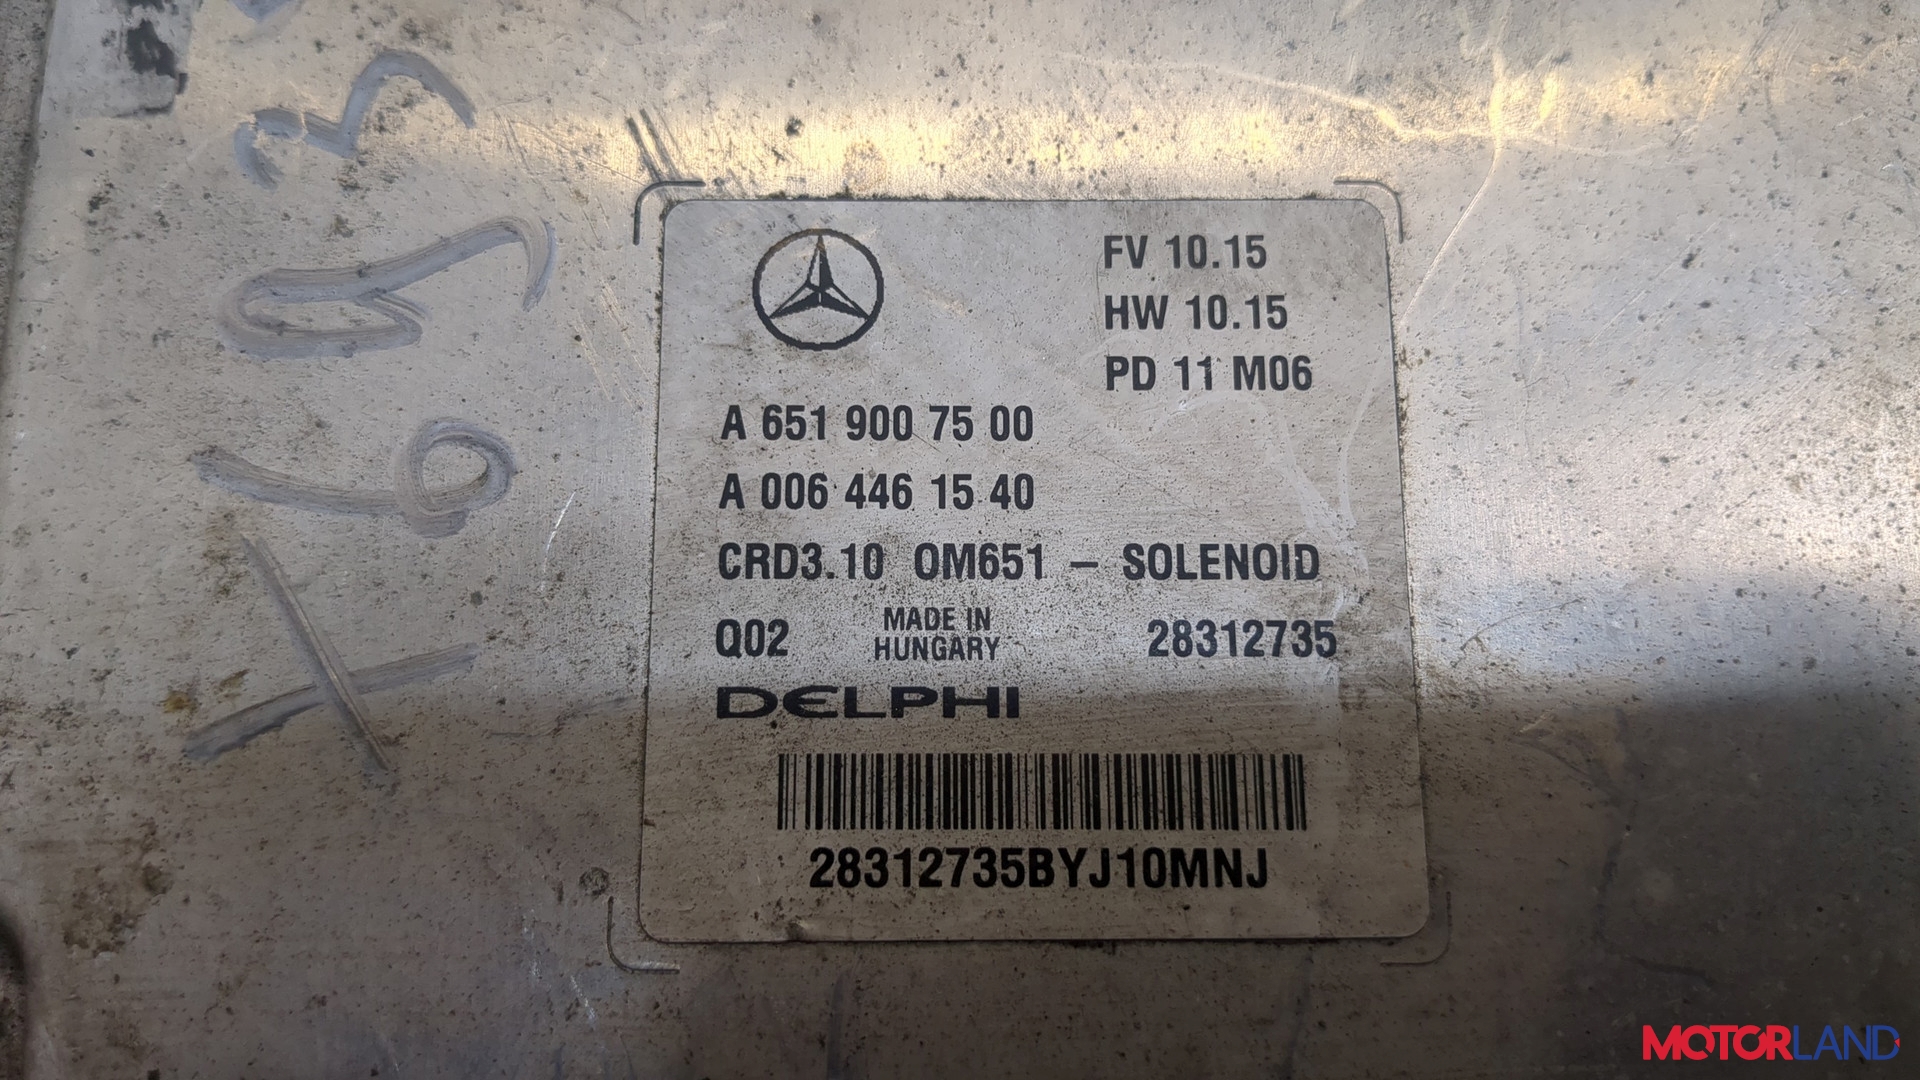 FV 10.15
HW 10.15
PD 11 M06
A 651 900 75 00
A 006 446 15 40
CRD3.10 OM651 – SOLENOID
Q02 MADE IN HUNGARY 28312735
DELPHI
28312735BYJ10MNJ
MOTORLAND